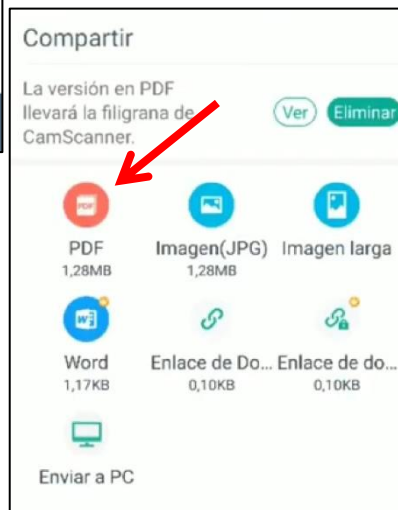 Compartir
La versión en PDF
llevará la filigrana de
CamScanner.
Ver
Eliminar
PDF
PDF
1,28MB
Imagen(JPG)
1,28MB
Imagen larga
W
Word
1,17KB
Enlace de Do...
0,10KB
Enlace de do...
0,10KB
Enviar a PC